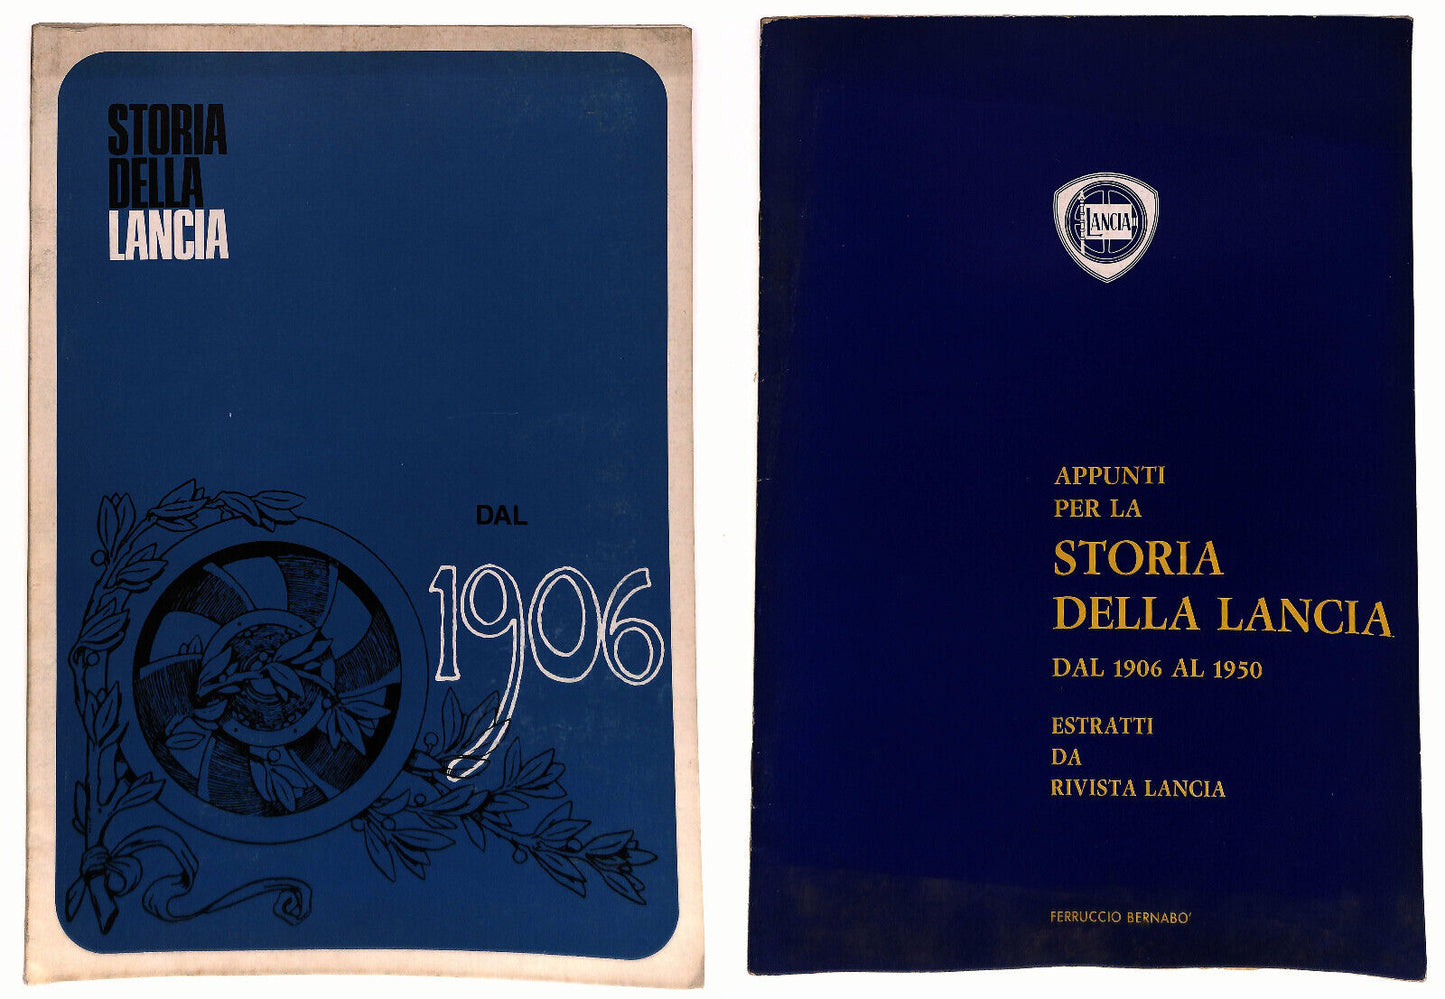 STORIA
DELLA
LANCIA
DAL
1906
LANCIA
APPUNTI
PER LA
STORIA
DELLA LANCIA
DAL 1906 AL 1950
ESTRATTI
DA
RIVISTA LANCIA
FERRUCCIO BERNABO'